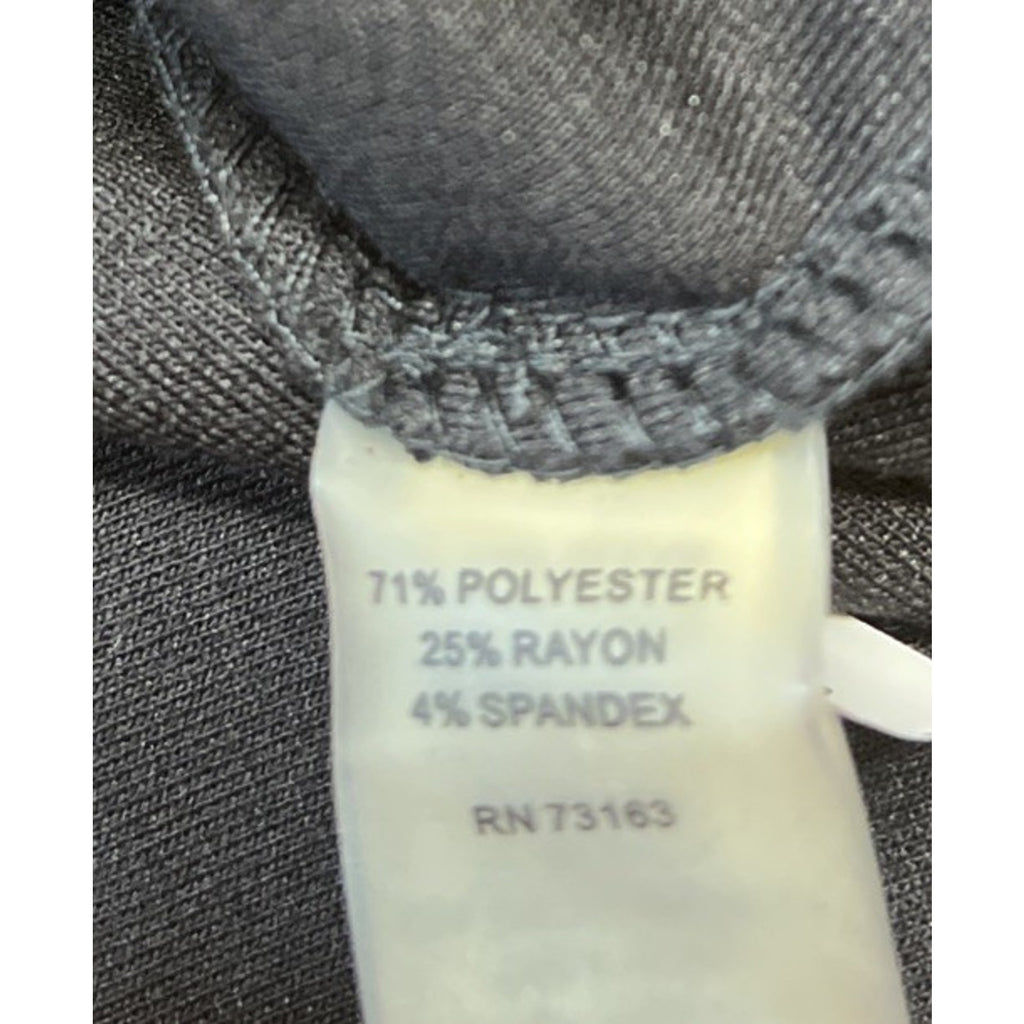 71% POLYESTER
25% RAYON
4% SPANDEX
RN 73163